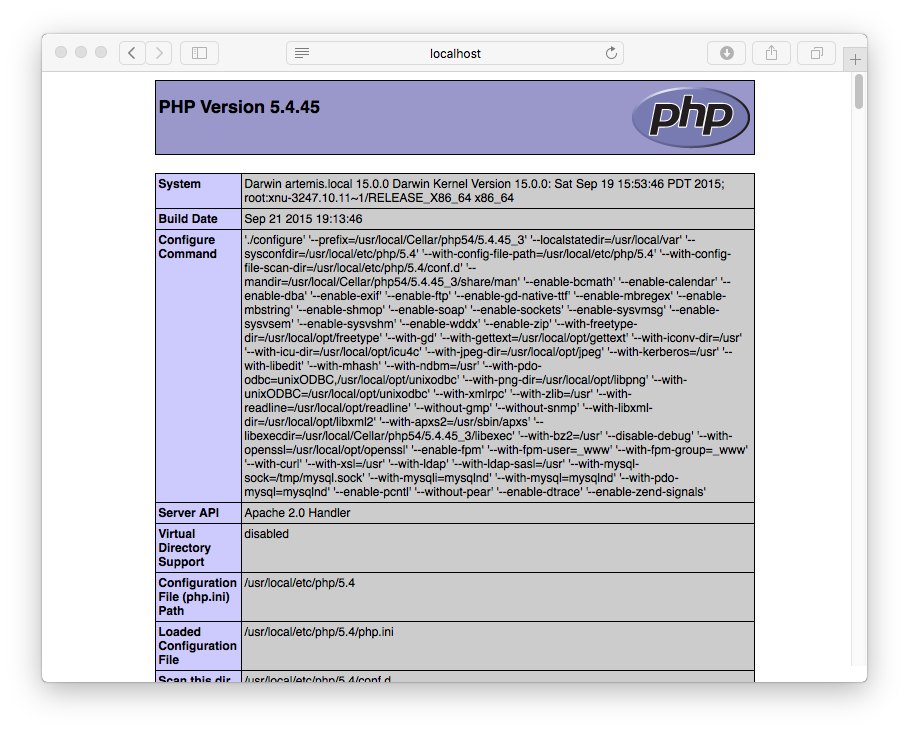 localhost
PHP Version 5.4.45
php
System
Darwin artemis.local 15.0.0 Darwin Kernel Version 15.0.0: Sat Sep 19 15:53:46 PDT 2015;
root:xnu-3247.10.11~1/RELEASE_X86_64 x86_64
Build Date
Sep 21 2015 19:13:46
Configure
Command
'./configure' '--prefix=/usr/local/Cellar/php54/5.4.45_3' '--localstatedir=/usr/local/var' '--
sysconfdir=/usr/local/etc/php/5.4' '--with-config-file-path=/usr/local/etc/php/5.4' '--with-config-
file-scan-dir=/usr/local/etc/php/5.4/conf.d' '--
mandir=/usr/local/Cellar/php54/5.4.45_3/share/man' '--enable-bcmath' '--enable-calendar' '--
enable-dba' '--enable-exif' '--enable-ftp' '--enable-gd-native-ttf' '--enable-mbregex' '--enable-
mbstring' '--enable-shmop' '--enable-soap' '--enable-sockets' '--enable-sysvmsg' '--enable-
sysvsem' '--enable-sysvshm' '--enable-wddx' '--enable-zip' '--with-freetype-
dir=/usr/local/opt/freetype' '--with-gd' '--with-gettext=/usr/local/opt/gettext' '--with-iconv-dir=/usr'
'--with-icu-dir=/usr/local/opt/icu4c' '--with-jpeg-dir=/usr/local/opt/jpeg' '--with-kerberos=/usr' '--
with-libedit' '--with-mhash' '--with-ndbm=/usr' '--with-pdo-
odbc=unixODBC,/usr/local/opt/unixodbc' '--with-png-dir=/usr/local/opt/libpng' '--with-
unixODBC=/usr/local/opt/unixodbc' '--with-xmlrpc' '--with-zlib=/usr' '--with-
readline=/usr/local/opt/readline' '--without-gmp' '--without-snmp' '--with-libxml-
dir=/usr/local/opt/libxml2' '--with-apxs2=/usr/sbin/apxs' '--
libexecdir=/usr/local/Cellar/php54/5.4.45_3/libexec' '--with-bz2=/usr' '--disable-debug' '--with-
openssl=/usr/local/opt/openssl' '--enable-fpm' '--with-fpm-user=_www' '--with-fpm-group=_www'
'--with-curl' '--with-xsl=/usr' '--with-ldap' '--with-ldap-sasl=/usr' '--with-mysql-
sock=/tmp/mysql.sock' '--with-mysqli=mysqlnd' '--with-mysql=mysqlnd' '--with-pdo-
mysql=mysqlnd' '--enable-pcntl' '--without-pear' '--enable-dtrace' '--enable-zend-signals'
Server API
Apache 2.0 Handler
Virtual
Directory
Support
disabled
Configuration
File (php.ini)
Path
/usr/local/etc/php/5.4
Loaded
Configuration
File
/usr/local/etc/php/5.4/php.ini
Scan this dir
/usr/local/etc/php/5.4/conf.d